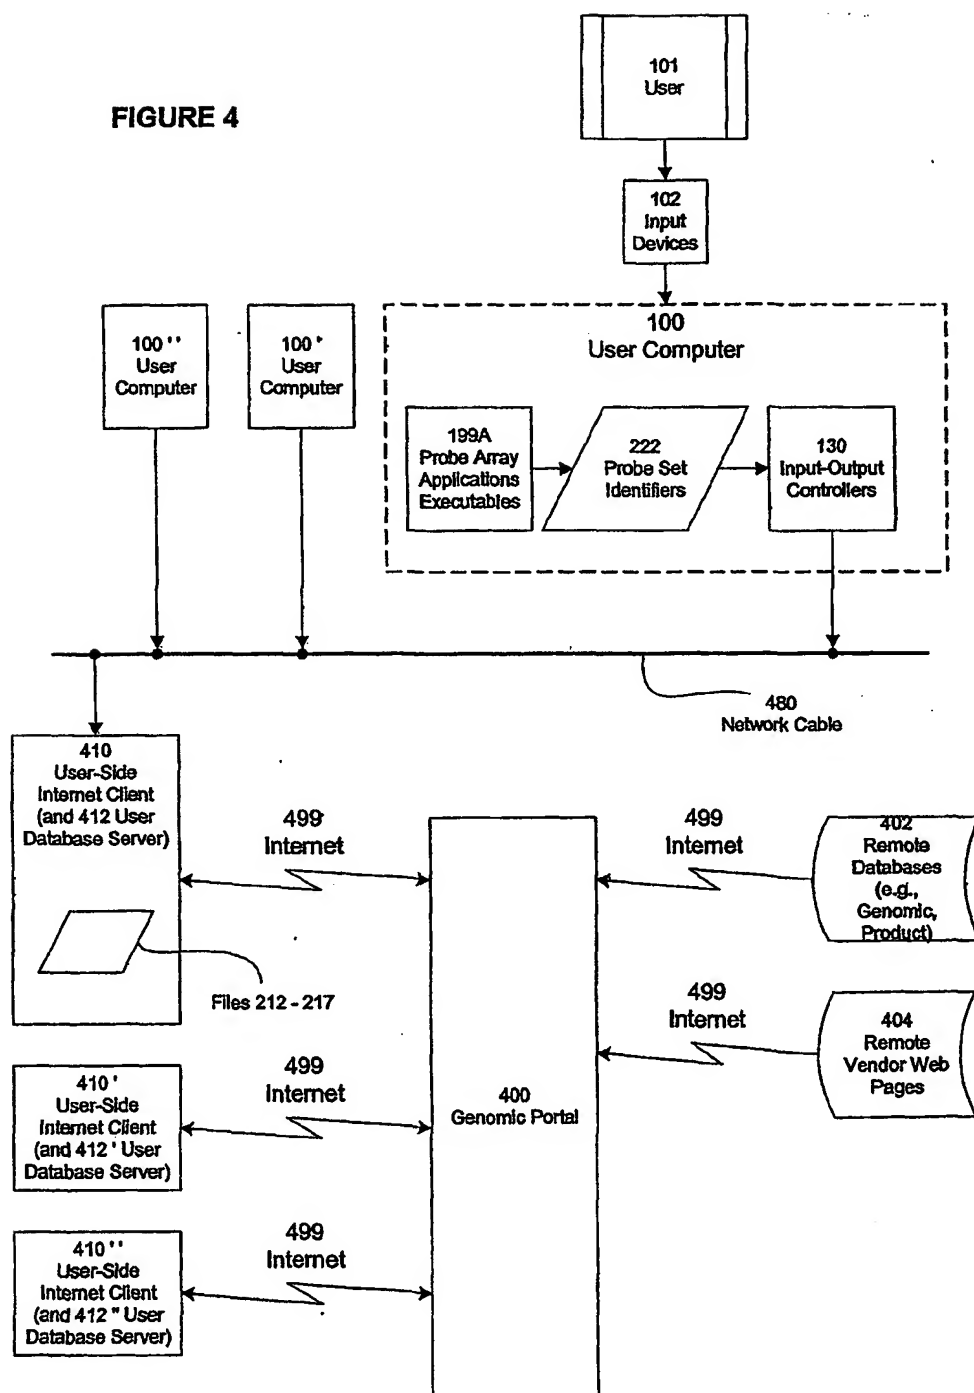 101
User
FIGURE 4
102
Input
Devices
100
User Computer
100 ''
User
Computer
100 '
User
Computer
199A
Probe Array
Applications
Executables
222
Probe Set
Identifiers
130
Input-Output
Controllers
480
Network Cable
410
User-Side
Internet Client
(and 412 User
Database Server)
Files 212 - 217
499
Internet
499
Internet
402
Remote
Databases
(e.g.,
Genomic,
Product)
499
Internet
404
Remote
Vendor Web
Pages
400
Genomic Portal
410 '
User-Side
Internet Client
(and 412 ' User
Database Server)
499
Internet
410 ''
User-Side
Internet Client
(and 412 '' User
Database Server)
499
Internet